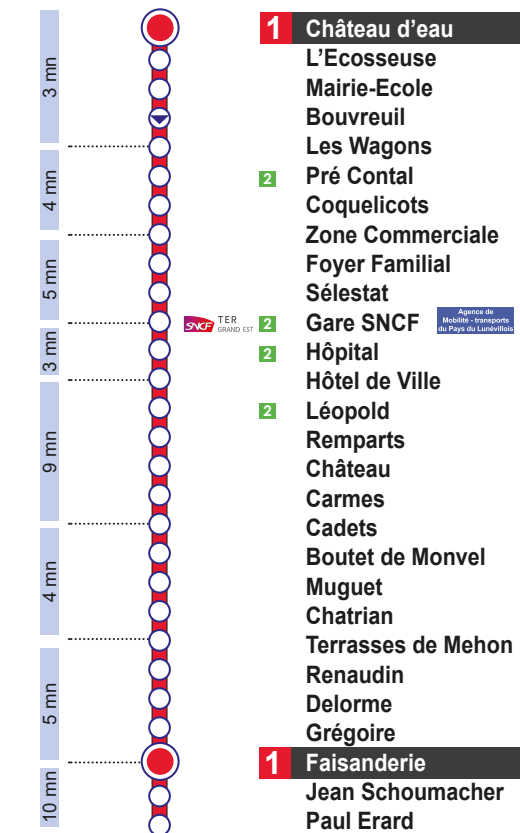 1 Château d'eau
L'Ecosseuse
3 mn
Mairie-Ecole
Bouvreuil
Les Wagons
2 Pré Contal
4 mn
Coquelicots
Zone Commerciale
Foyer Familial
5 mn
Sélestat
SNCF TER GRAND EST 2 Gare SNCF
Agence de
Mobilité - transports
du Pays du Lunévillois
3 mn
2 Hôpital
Hôtel de Ville
2 Léopold
Remparts
9 mn
Château
Carmes
Cadets
Boutet de Monvel
4 mn
Muguet
Chatrian
Terrasses de Mehon
Renaudin
5 mn
Delorme
Grégoire
1 Faisanderie
10 mn
Jean Schoumacher
Paul Erard